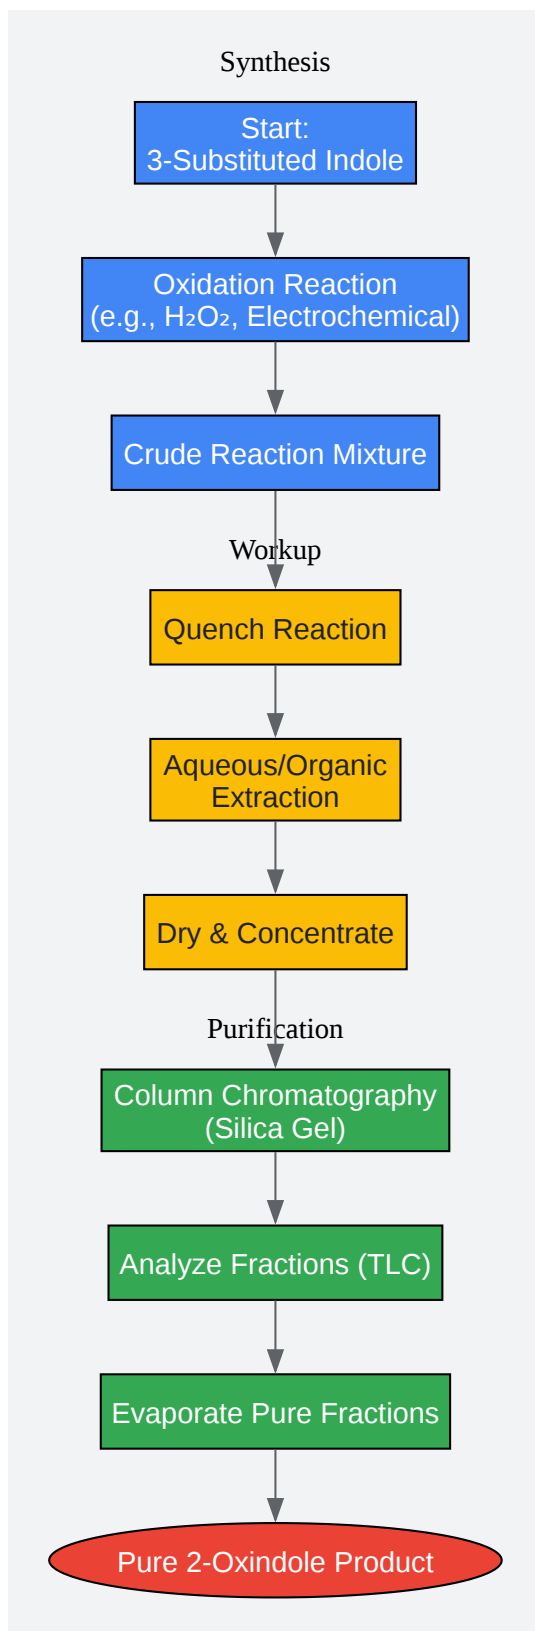 Synthesis
Start:
3-Substituted Indole
Oxidation Reaction
(e.g., H₂O₂, Electrochemical)
Crude Reaction Mixture
Workup
Quench Reaction
Aqueous/Organic
Extraction
Dry & Concentrate
Purification
Column Chromatography
(Silica Gel)
Analyze Fractions (TLC)
Evaporate Pure Fractions
Pure 2-Oxindole Product